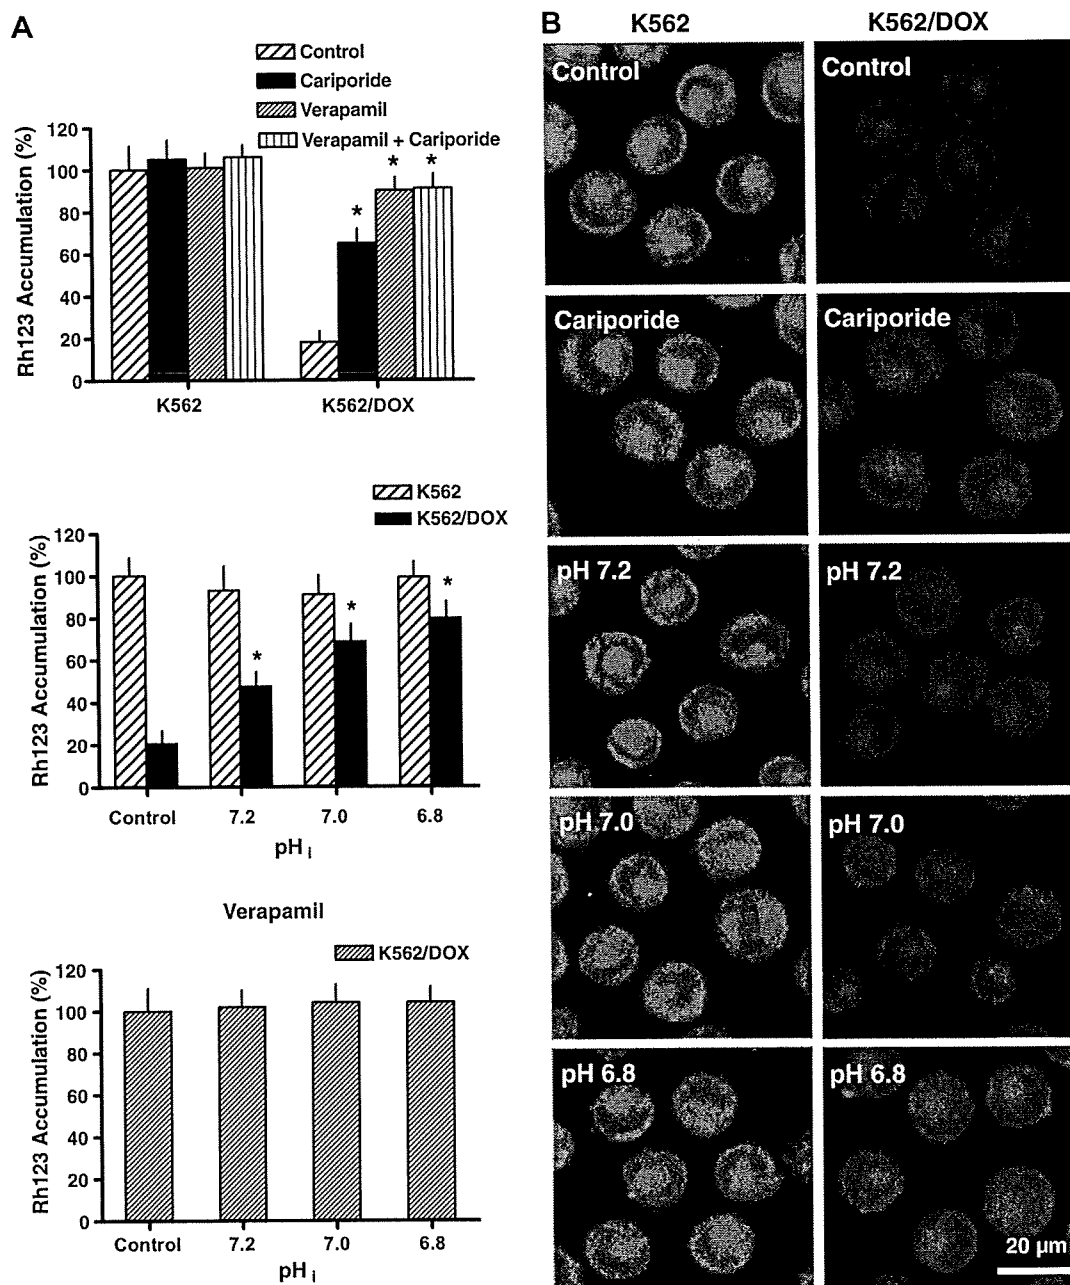 A
Control
Cariporide
Verapamil
Verapamil + Cariporide
Rh123 Accumulation (%)
120
100
80
60
40
20
0
* * *
K562
K562/DOX
K562
K562/DOX
Rh123 Accumulation (%)
120
100
80
60
40
20
0
* * *
Control
7.2
7.0
6.8
pH i
Verapamil
K562/DOX
Rh123 Accumulation (%)
120
100
80
60
40
20
0
Control
7.2
7.0
6.8
pH i
B
K562
K562/DOX
Control
Control
Cariporide
Cariporide
pH 7.2
pH 7.2
pH 7.0
pH 7.0
pH 6.8
pH 6.8
20 µm